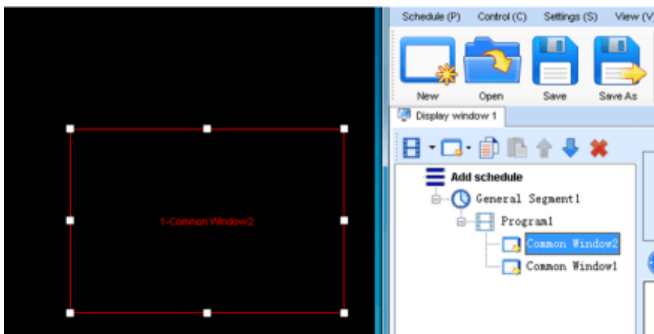 Schedule (P) Control (C) Settings (S) View (V
New Open Save Save As
Display window 1
Add schedule
General Segment1
Program1
Common Window2
Common Window1
1-Common Window2